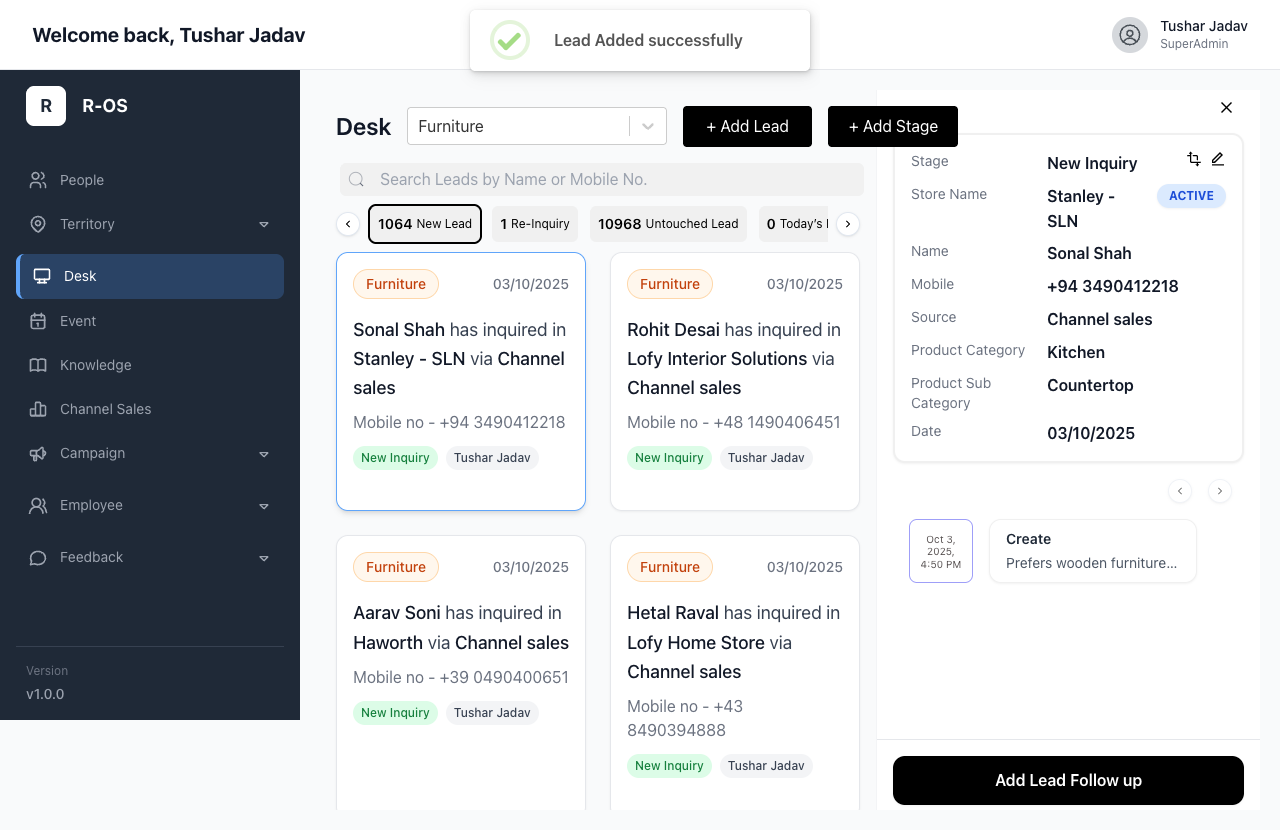 Welcome back, Tushar Jadav
Lead Added successfully
Tushar Jadav
SuperAdmin
R
R-OS
People
Territory
Desk
Event
Knowledge
Channel Sales
Campaign
Employee
Feedback
Version
v1.0.0
Desk
Furniture
+ Add Lead
+ Add Stage
Search Leads by Name or Mobile No.
1064 New Lead
1 Re-Inquiry
10968 Untouched Lead
0 Today's
Furniture
03/10/2025
Sonal Shah has inquired in
Stanley - SLN via Channel
sales
Mobile no - +94 3490412218
New Inquiry
Tushar Jadav
Furniture
03/10/2025
Rohit Desai has inquired in
Lofy Interior Solutions via
Channel sales
Mobile no - +48 1490406451
New Inquiry
Tushar Jadav
Furniture
03/10/2025
Aarav Soni has inquired in
Haworth via Channel sales
Mobile no - +39 0490400651
New Inquiry
Tushar Jadav
Furniture
03/10/2025
Hetal Raval has inquired in
Lofy Home Store via
Channel sales
Mobile no - +43
8490394888
New Inquiry
Tushar Jadav
Stage
New Inquiry
Store Name
Stanley -
SLN
ACTIVE
Name
Sonal Shah
Mobile
+94 3490412218
Source
Channel sales
Product Category
Kitchen
Product Sub
Category
Countertop
Date
03/10/2025
Oct 3,
2025,
4:50 PM
Create
Prefers wooden furniture...
Add Lead Follow up